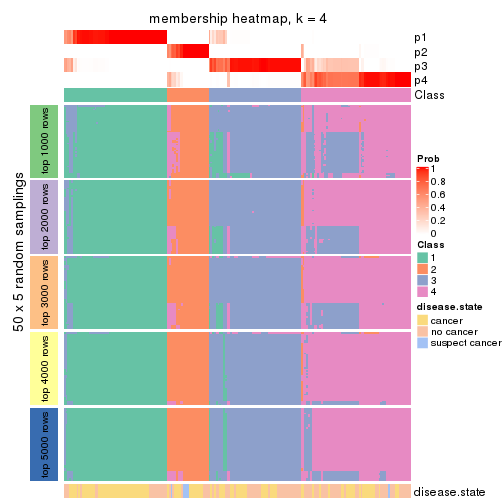 membership heatmap, k = 4
p1
p2
p3
p4
Class
50 x 5 random samplings
top 1000 rows
top 2000 rows
top 3000 rows
top 4000 rows
top 5000 rows
Prob
1
0.8
0.6
0.4
0.2
0
Class
1
2
3
4
disease.state
cancer
no cancer
suspect cancer
disease.state